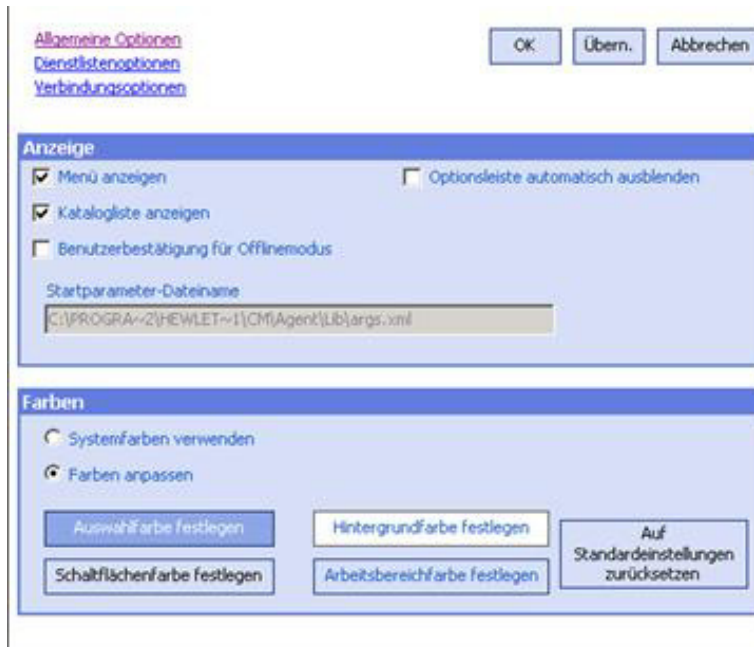 Allgemeine Optionen
Dienstlistenoptionen
Verbindungsoptionen
OK
Übern.
Abbrechen
Anzeige
Menü anzeigen
Optionsleiste automatisch ausblenden
Katalogliste anzeigen
Benutzerbestätigung für Offlinemodus
Startparameter-Dateiname
C:\PROGRA~2\HEWLET~1\CM\Agent\Lib\args.xml
Farben
Systemfarben verwenden
Farben anpassen
Auswahlfarbe festlegen
Hintergrundfarbe festlegen
Auf
Standardeinstellungen
zurücksetzen
Schaltflächenfarbe festlegen
Arbeitsbereichfarbe festlegen